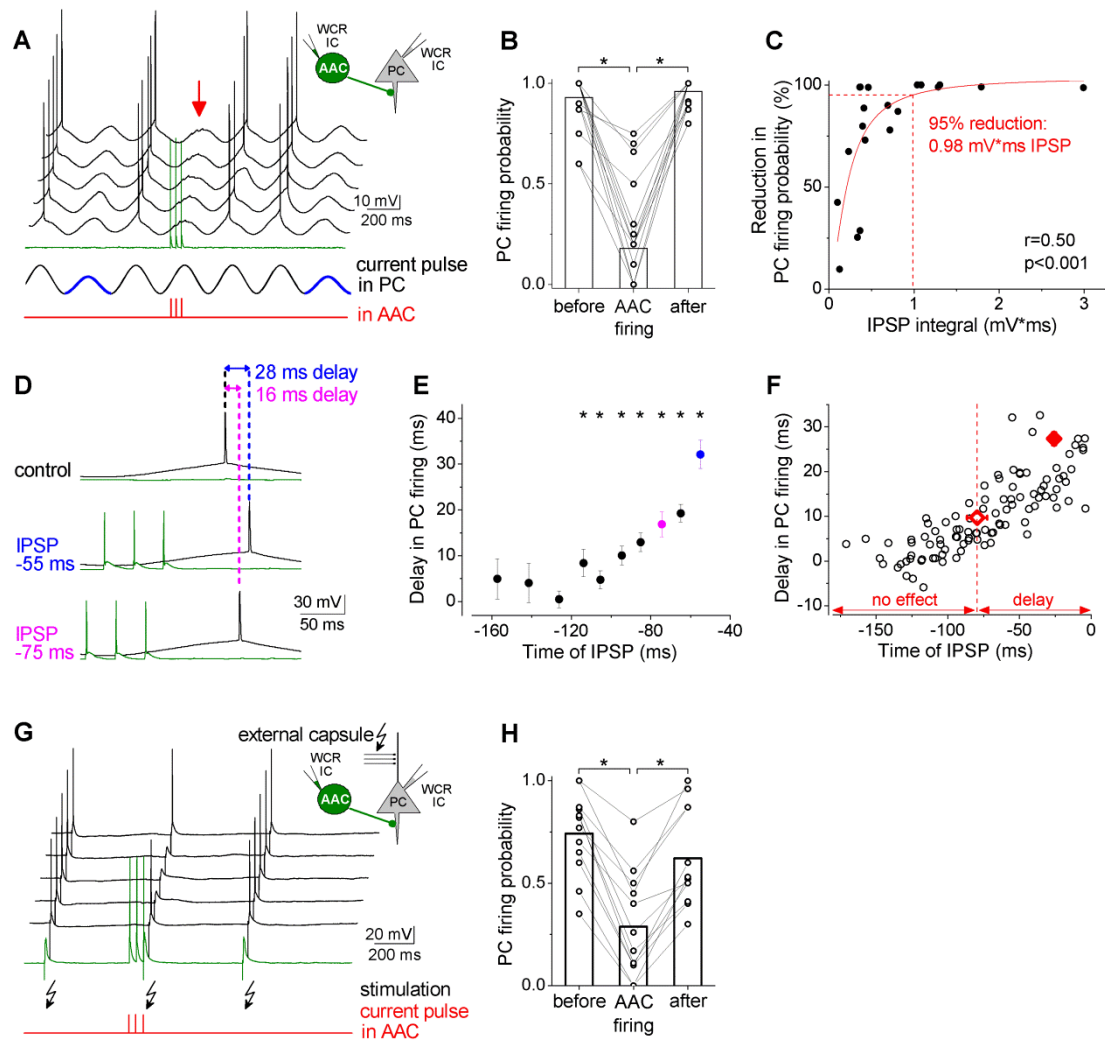 A
WCR
IC
AAC
PC
WCR
IC
10 mV
200 ms
current pulse
in PC
in AAC
B
PC firing probability
1.0
0.5
0.0
* *
before AAC after
firing
C
Reduction in
PC firing probability (%)
100
50
0
95% reduction:
0.98 mV*ms IPSP
r=0.50
p<0.001
0 1 2 3
IPSP integral (mV*ms)
D
28 ms delay
16 ms delay
control
IPSP
-55 ms
IPSP
-75 ms
30 mV
50 ms
E
Delay in PC firing (ms)
40
30
20
10
0
* * * * * * *
-160 -120 -80 -40
Time of IPSP (ms)
F
Delay in PC firing (ms)
30
20
10
0
-10
no effect delay
-150 -100 -50 0
Time of IPSP (ms)
G
external capsule
WCR
IC
AAC
PC
WCR
IC
20 mV
200 ms
stimulation
current pulse
in AAC
H
PC firing probability
1.0
0.5
0.0
* *
before AAC after
firing